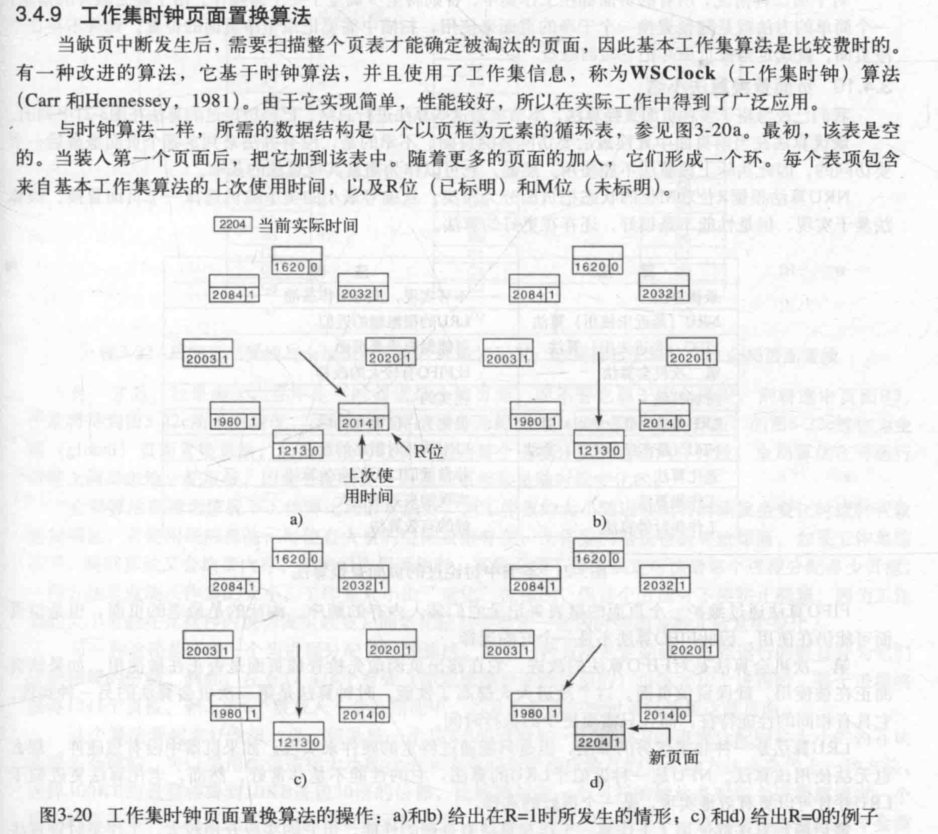 3.4.9 工作集时钟页面置换算法
当缺页中断发生后，需要扫描整个页表才能确定被淘汰的页面，因此基本工作集算法是比较费时的。
有一种改进的算法，它基于时钟算法，并且使用了工作集信息，称为WSClock（工作集时钟）算法
(Carr 和Hennessey，1981)。由于它实现简单，性能较好，所以在实际工作中得到了广泛应用。
与时钟算法一样，所需的数据结构是一个以页框为元素的循环表，参见图3-20a。最初，该表是空
的。当装入第一个页面后，把它加到该表中。随着更多的页面的加入，它们形成一个环。每个表项包含
来自基本工作集算法的上次使用时间，以及R位（已标明）和M位（未标明）。
2204 当前实际时间
1620 0
2084 1
2032 1
2003 1
2020 1
1980 1
2014 1
1213 0
R位
上次使
用时间
a)
1620 0
2084 1
2032 1
2003 1
2020 1
1980 1
2014 0
1213 0
b)
1620 0
2084 1
2032 1
2003 1
2020 1
1980 1
2014 0
1213 0
c)
1620 0
2084 1
2032 1
2003 1
2020 1
1980 1
2014 0
2204 1
新页面
d)
图3-20 工作集时钟页面置换算法的操作：a)和b) 给出在R=1时所发生的情形；c) 和d) 给出R=0的例子